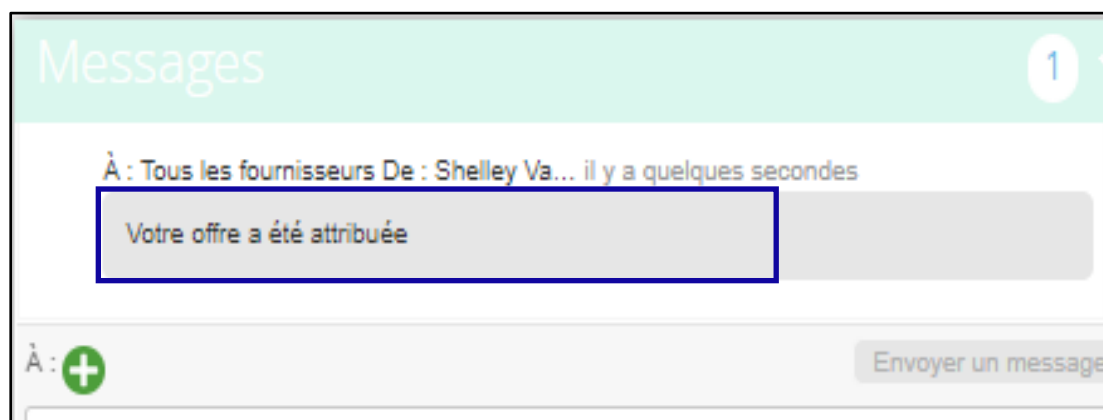 Messages
1
À : Tous les fournisseurs De : Shelley Va... il y a quelques secondes
Votre offre a été attribuée
À :
Envoyer un message